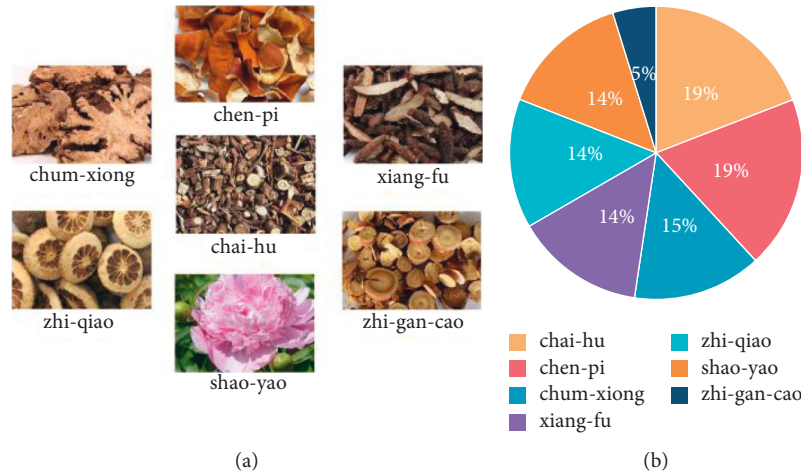 chen-pi
chum-xiong
xiang-fu
chai-hu
zhi-qiao
zhi-gan-cao
shao-yao
(a)
5%
19%
14%
14%
19%
14%
15%
chai-hu
chen-pi
chum-xiong
xiang-fu
zhi-qiao
shao-yao
zhi-gan-cao
(b)